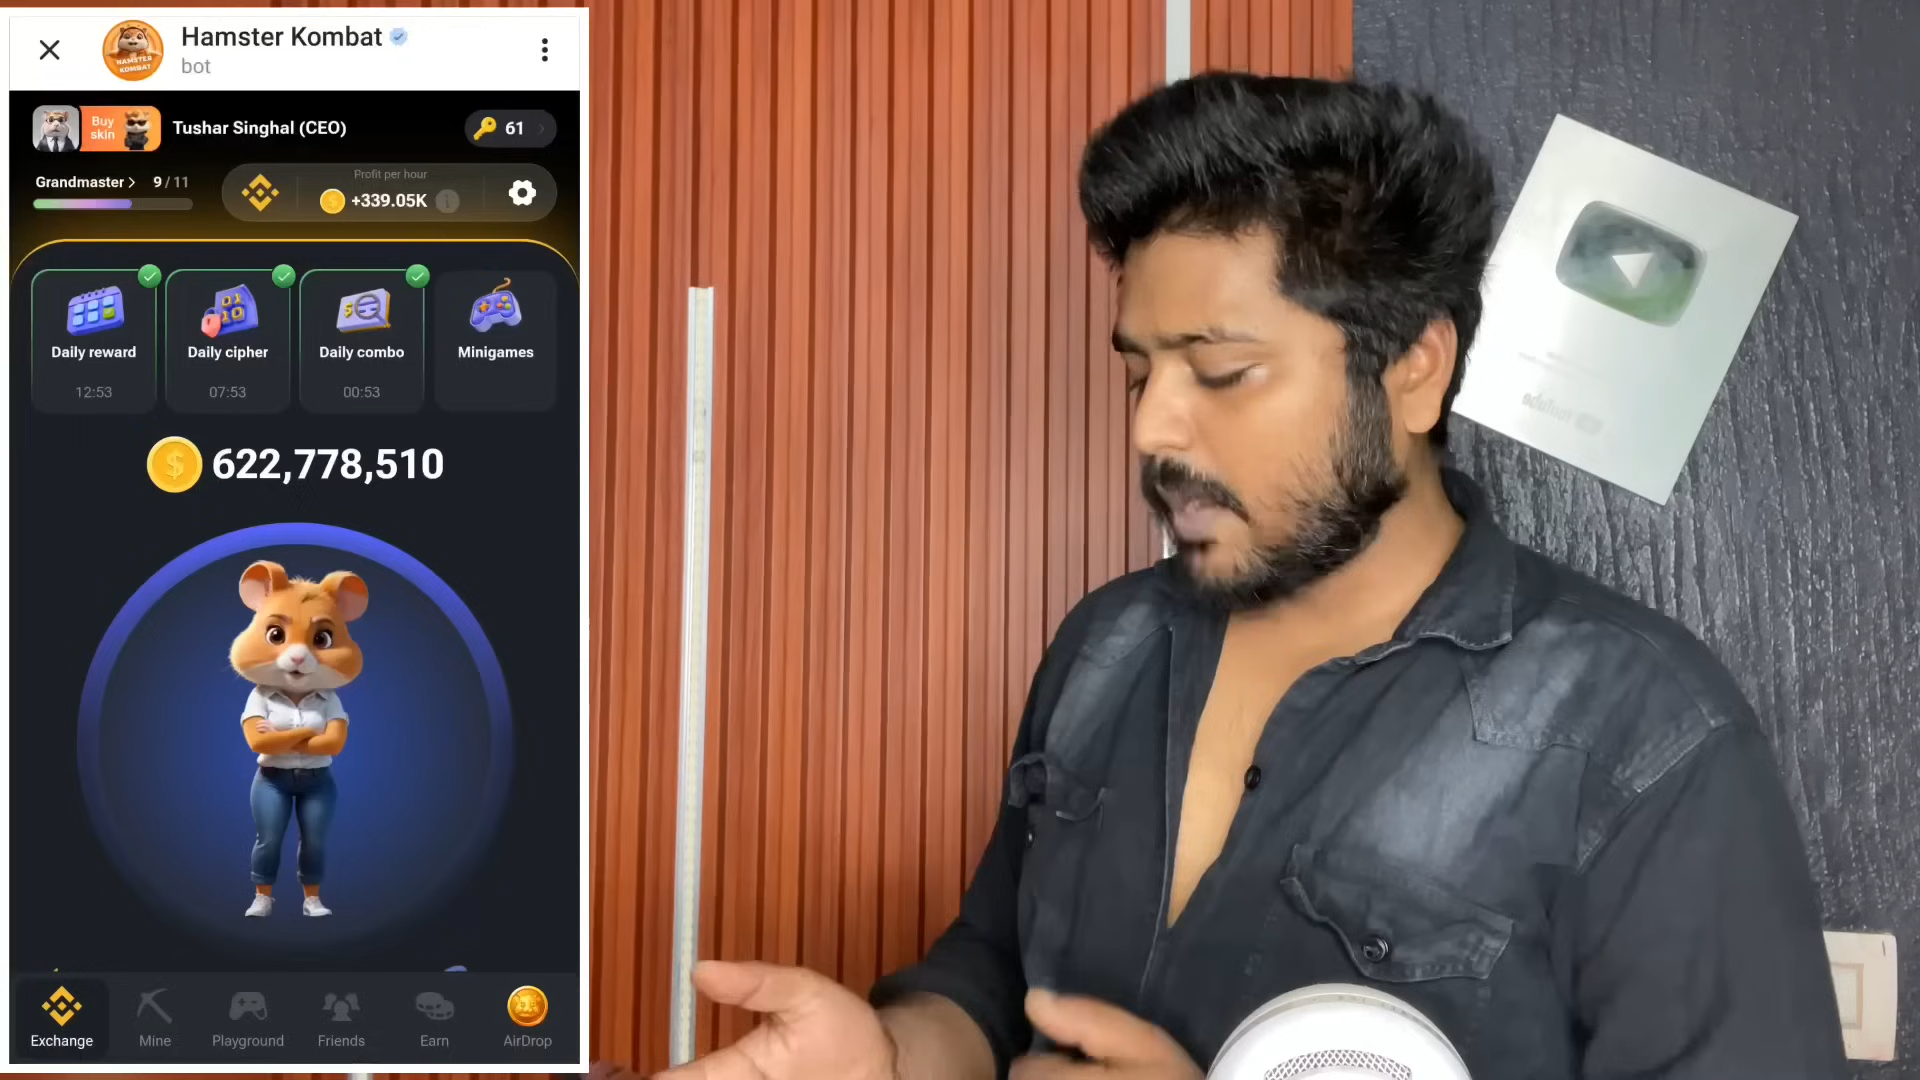 Hamster Kombat
bot
HAMSTER
KOMBAT
Buy
skin
Tushar Singhal (CEO)
61
Grandmaster
9/11
Profit per hour
+339.05K
Daily reward
12:53
Daily cipher
07:53
Daily combo
00:53
Minigames
622,778,510
Exchange
Mine
Playground
Friends
Earn
AirDrop